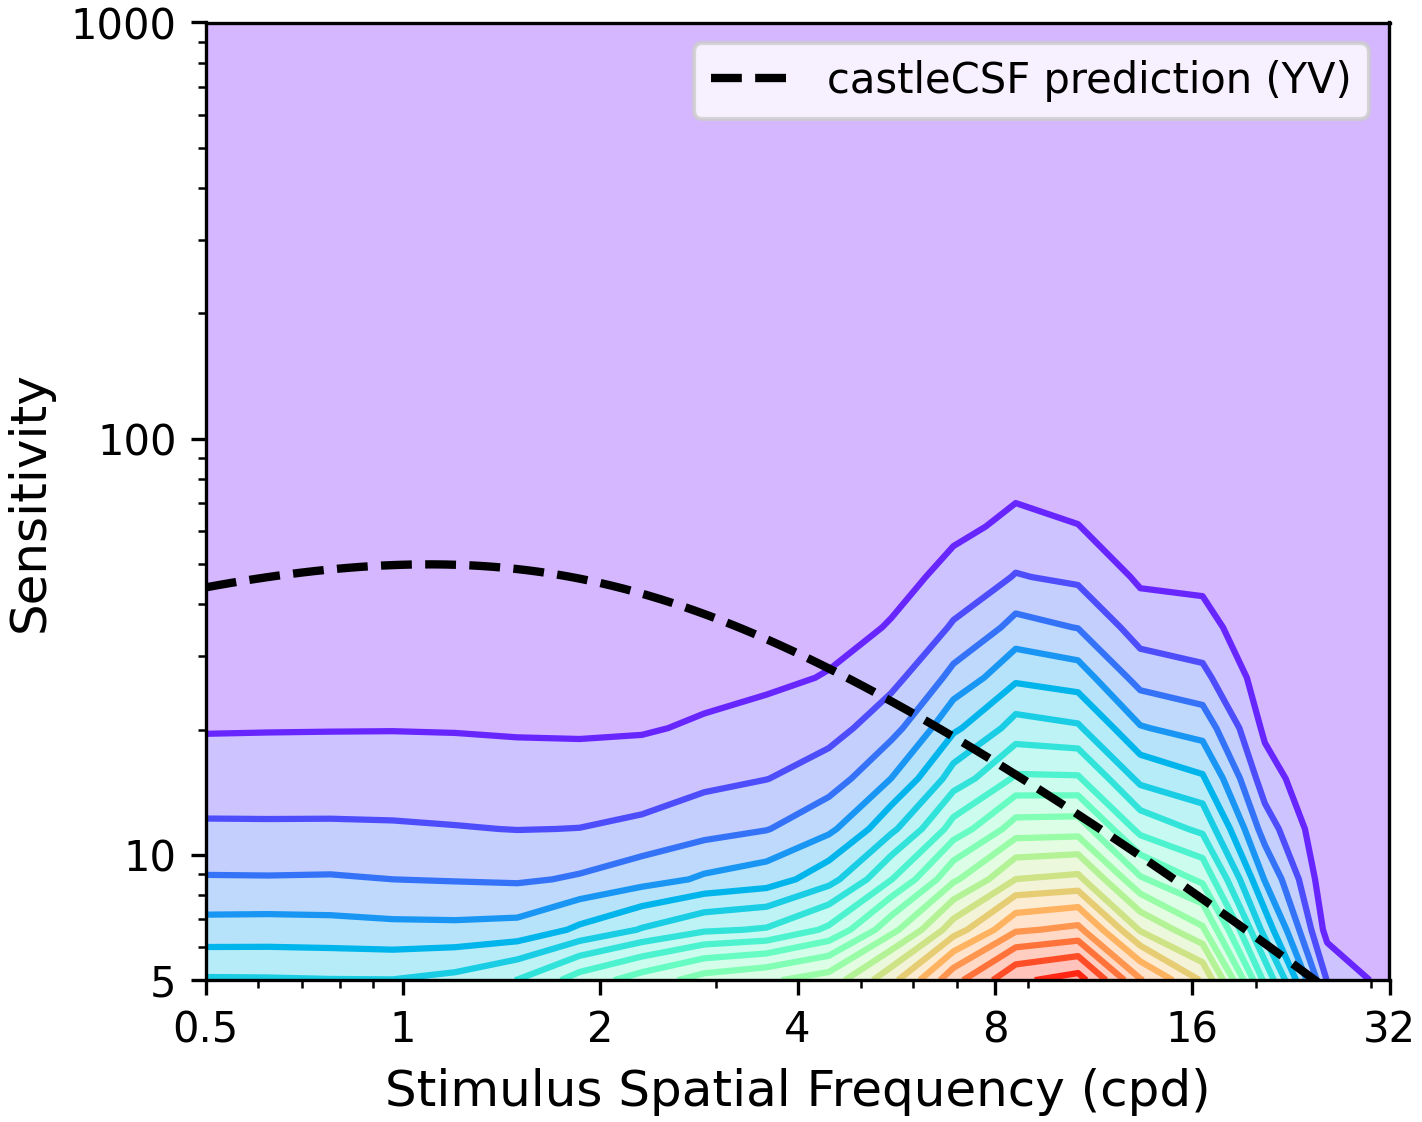 1000
castleCSF prediction (YV)
Sensitivity
100
10
5
0.5 1 2 4 8 16 32
Stimulus Spatial Frequency (cpd)